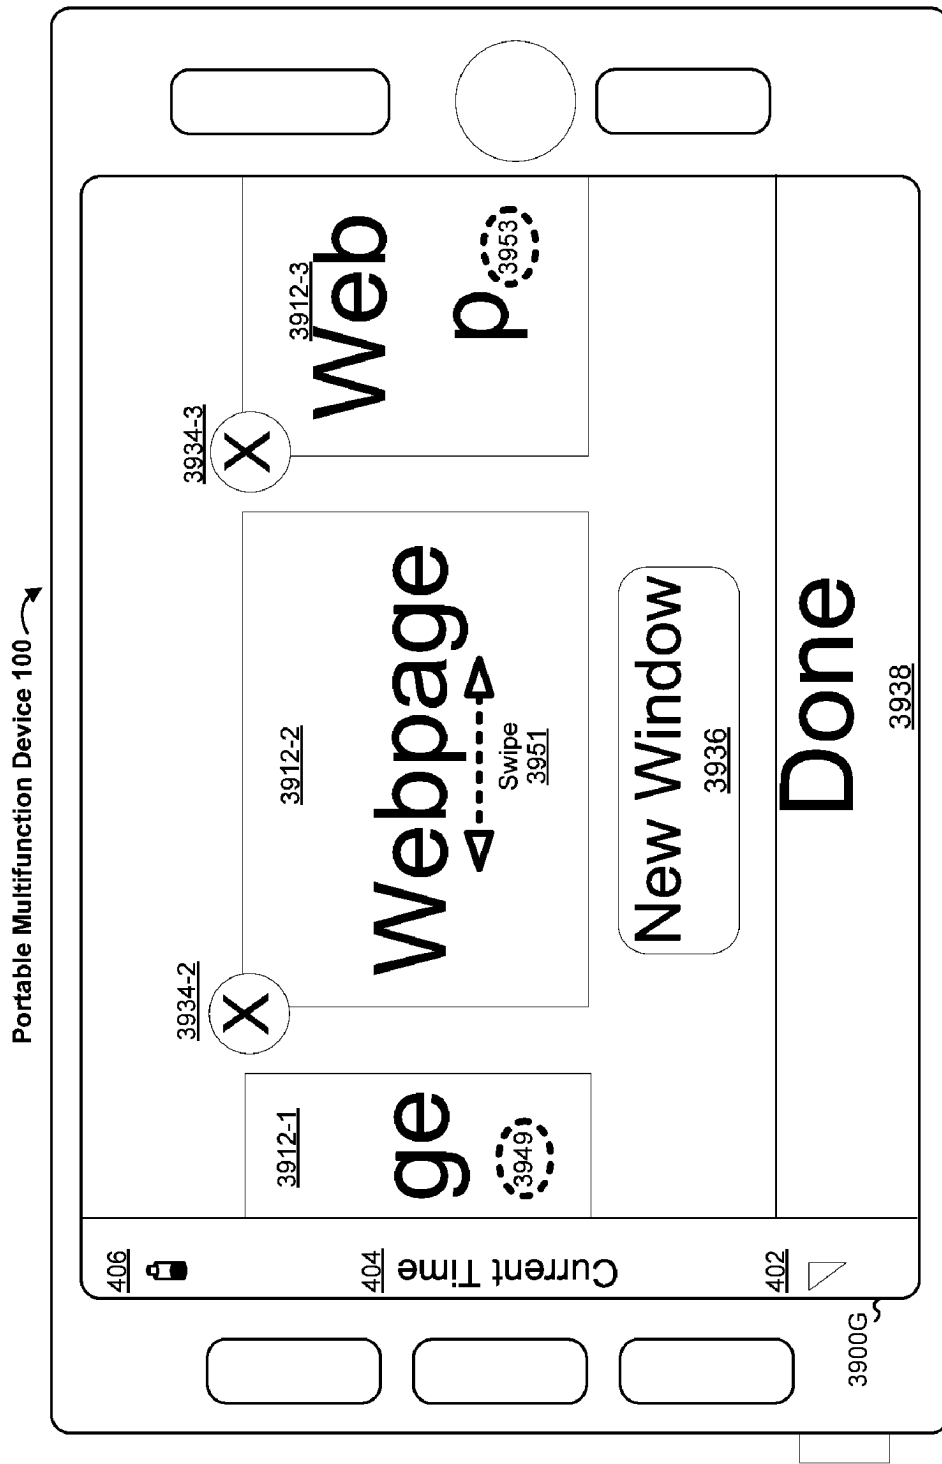 Portable Multifunction Device 100
3934-2
3934-3
3912-1
ge
3949
3912-2
Webpage
Swipe
3951
3912-3
Web
p
3953
New Window
3936
Done
3938
406
404
Current Time
402
3900G
X
X